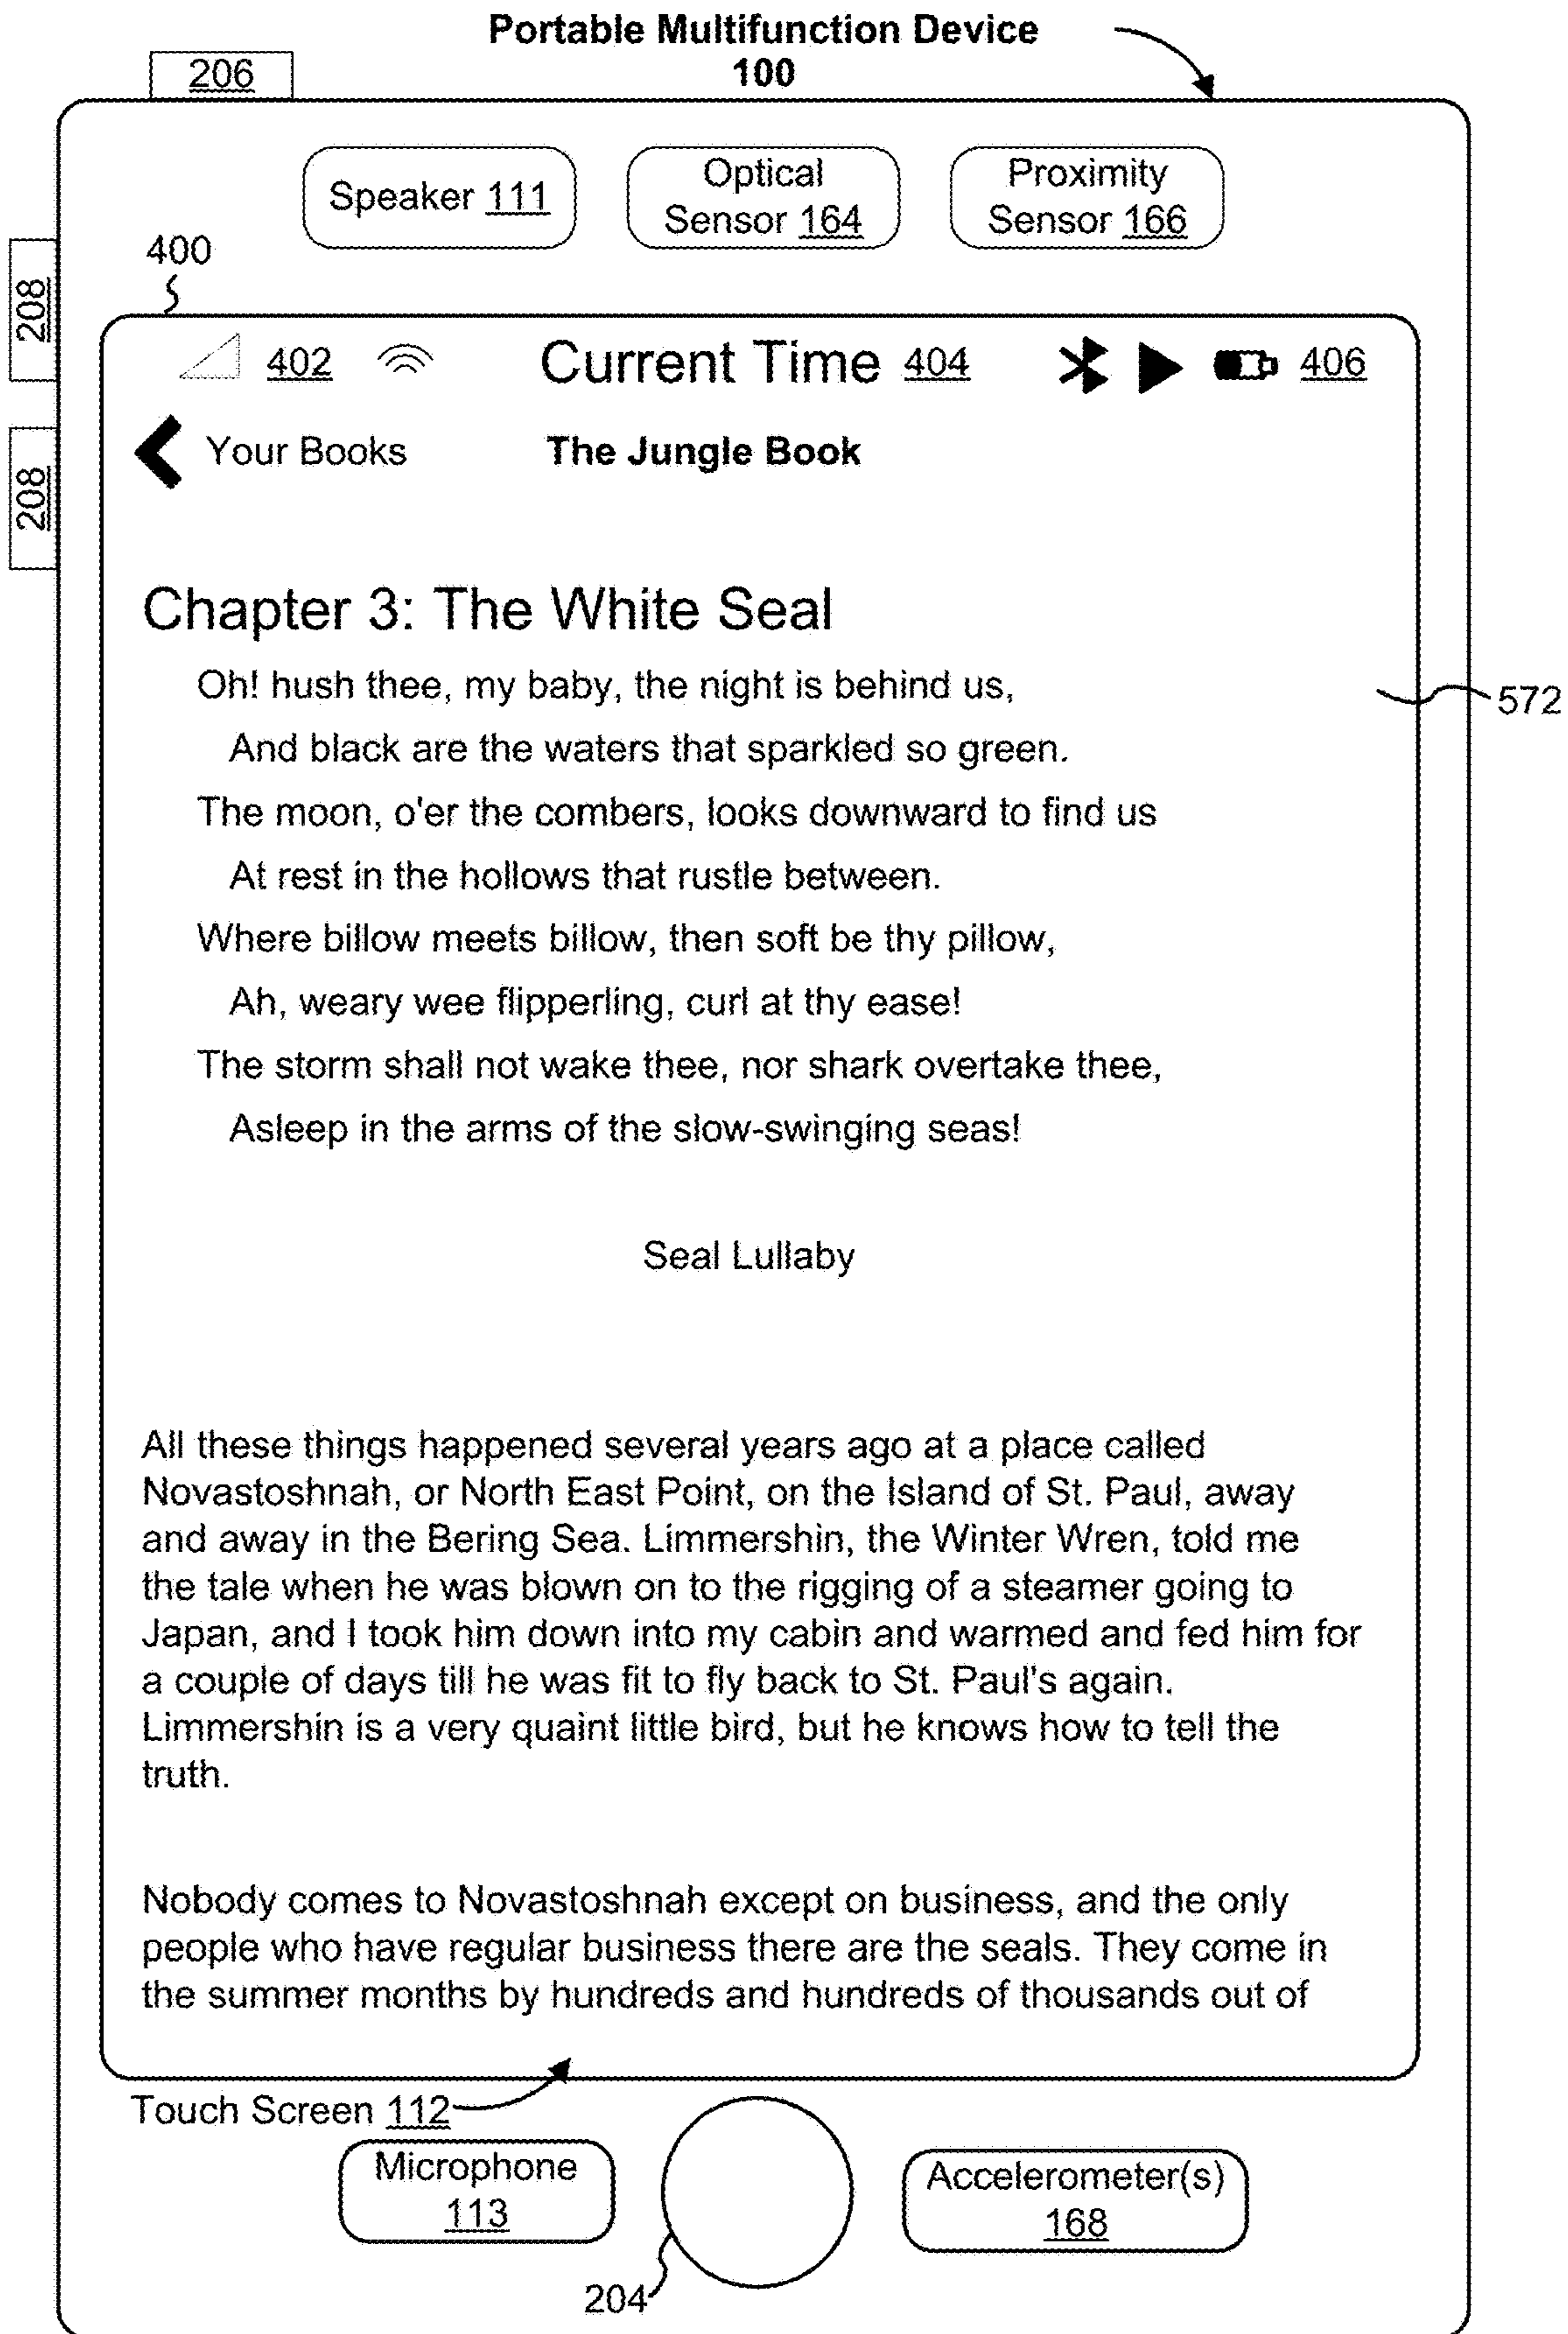 Portable Multifunction Device
100
206
Speaker 111
Optical
Sensor 164
Proximity
Sensor 166
208
208
400
402
Current Time 404
406
Your Books
The Jungle Book
Chapter 3: The White Seal
Oh! hush thee, my baby, the night is behind us,
572
And black are the waters that sparkled so green.
The moon, o'er the combers, looks downward to find us
At rest in the hollows that rustle between.
Where billow meets billow, then soft be thy pillow,
Ah, weary wee flipperling, curl at thy ease!
The storm shall not wake thee, nor shark overtake thee,
Asleep in the arms of the slow-swinging seas!
Seal Lullaby
All these things happened several years ago at a place called
Novastoshnah, or North East Point, on the Island of St. Paul, away
and away in the Bering Sea. Limmershin, the Winter Wren, told me
the tale when he was blown on to the rigging of a steamer going to
Japan, and I took him down into my cabin and warmed and fed him for
a couple of days till he was fit to fly back to St. Paul's again.
Limmershin is a very quaint little bird, but he knows how to tell the
truth.
Nobody comes to Novastoshnah except on business, and the only
people who have regular business there are the seals. They come in
the summer months by hundreds and hundreds of thousands out of
Touch Screen 112
Microphone
113
Accelerometer(s)
168
204